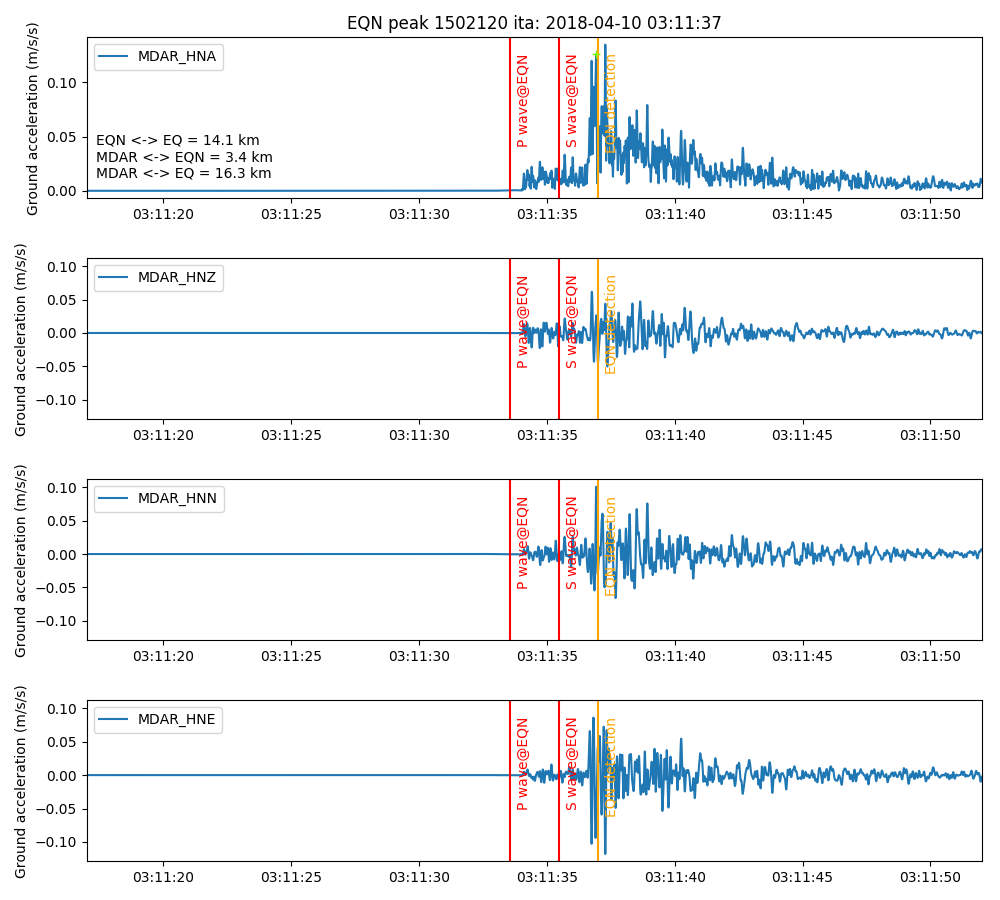 EQN peak 1502120 ita: 2018-04-10 03:11:37
Ground acceleration (m/s/s)
0.10
0.05
0.00
MDAR_HNA
EQN <-> EQ = 14.1 km
MDAR <-> EQN = 3.4 km
MDAR <-> EQ = 16.3 km
P wave@EQN
S wave@EQN
EQN detection
03:11:20 03:11:25 03:11:30 03:11:35 03:11:40 03:11:45 03:11:50
Ground acceleration (m/s/s)
0.10
0.05
0.00
−0.05
−0.10
MDAR_HNZ
P wave@EQN
S wave@EQN
EQN detection
03:11:20 03:11:25 03:11:30 03:11:35 03:11:40 03:11:45 03:11:50
Ground acceleration (m/s/s)
0.10
0.05
0.00
−0.05
−0.10
MDAR_HNN
P wave@EQN
S wave@EQN
EQN detection
03:11:20 03:11:25 03:11:30 03:11:35 03:11:40 03:11:45 03:11:50
Ground acceleration (m/s/s)
0.10
0.05
0.00
−0.05
−0.10
MDAR_HNE
P wave@EQN
S wave@EQN
EQN detection
03:11:20 03:11:25 03:11:30 03:11:35 03:11:40 03:11:45 03:11:50